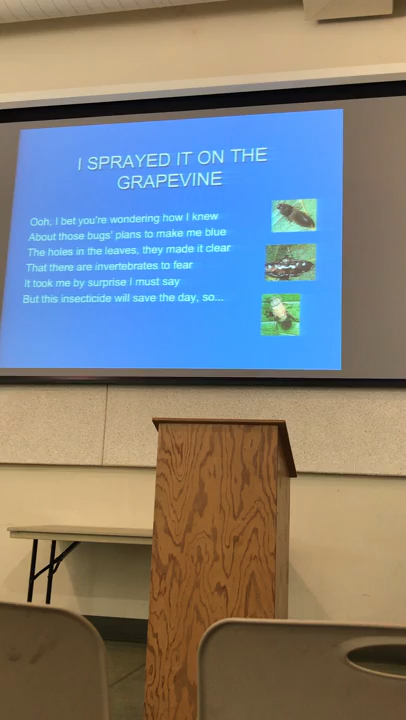 I SPRAYED IT ON THE
GRAPEVINE
Ooh, I bet you're wondering how I knew
About those bugs' plans to make me blue
The holes in the leaves, they made it clear
That there are invertebrates to fear
It took me by surprise I must say
But this insecticide will save the day, so...